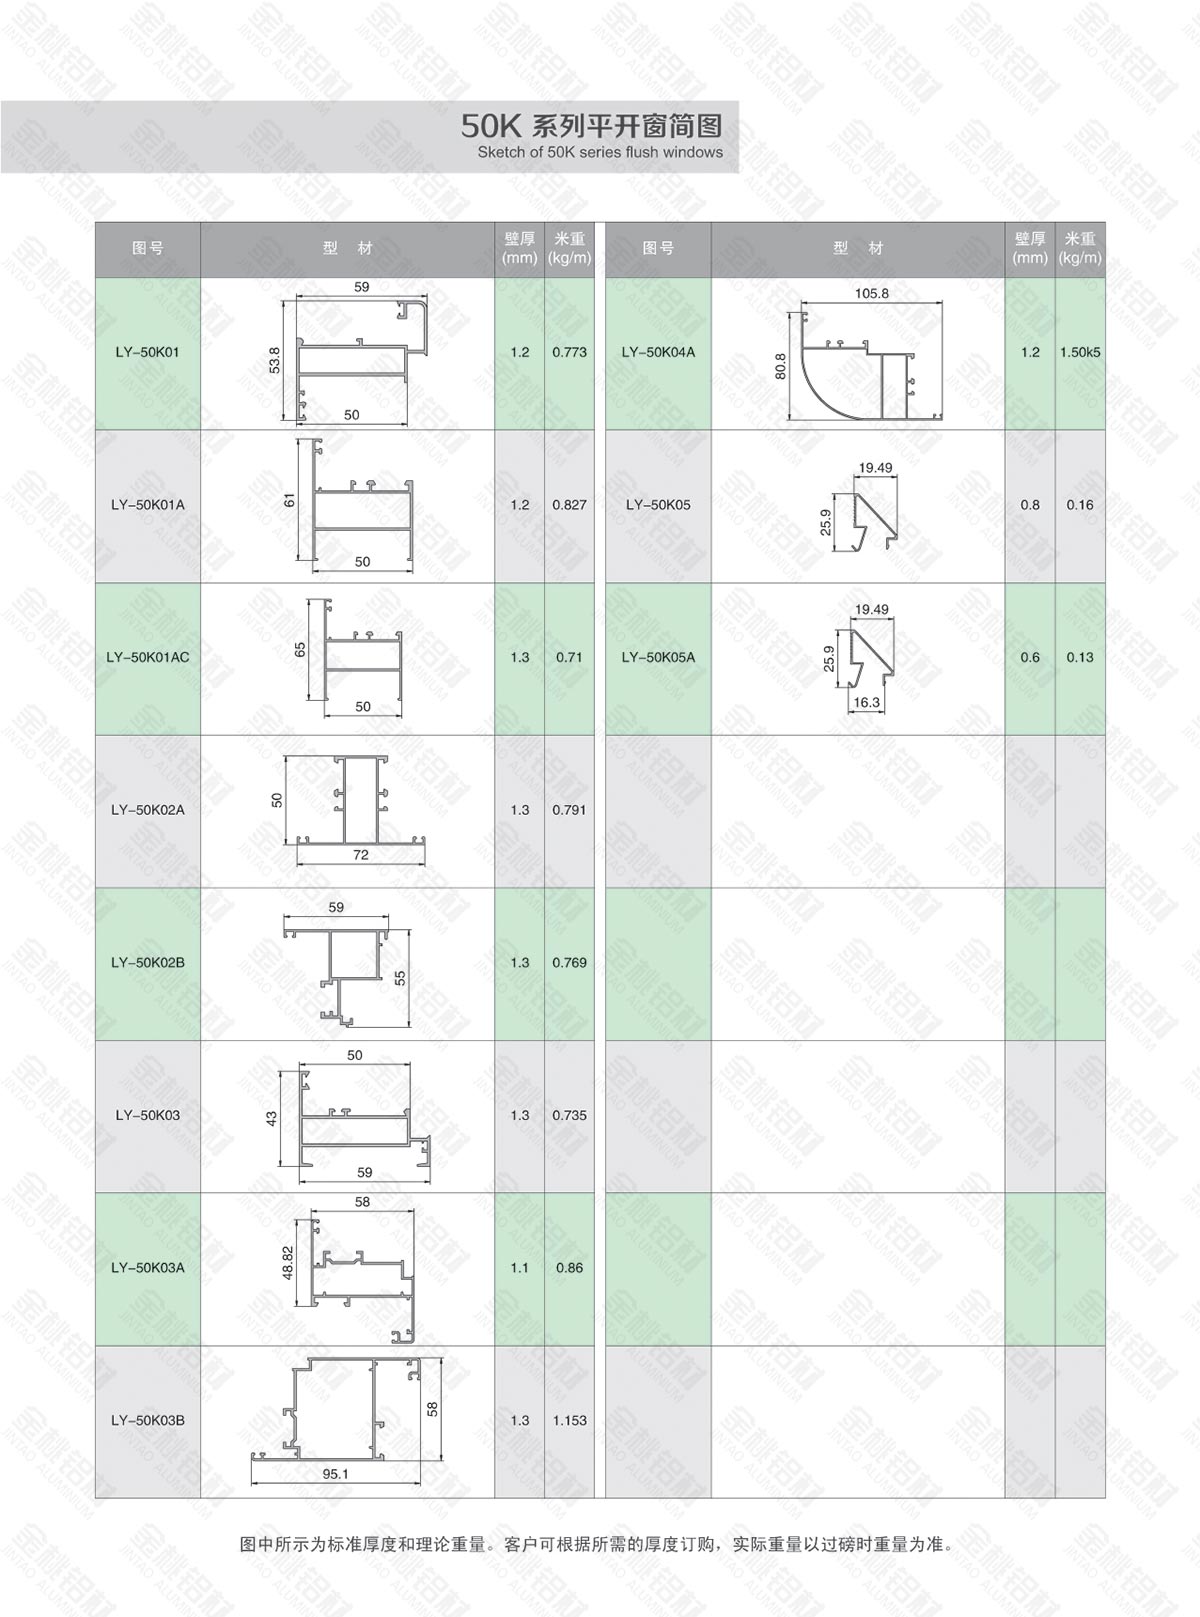 50K 系列平开窗简图
Sketch of 50K series flush windows
图号 型 材 壁厚(mm) 米重(kg/m) 图号 型 材 壁厚(mm) 米重(kg/m)
LY-50K01 59 53.8 50 1.2 0.773
LY-50K01A 61 50 1.2 0.827
LY-50K01AC 65 50 1.3 0.71
LY-50K02A 50 72 1.3 0.791
LY-50K02B 59 55 1.3 0.769
LY-50K03 50 43 59 1.3 0.735
LY-50K03A 58 48.82 1.1 0.86
LY-50K03B 58 95.1 1.3 1.153
LY-50K04A 105.8 80.8 1.2 1.50k5
LY-50K05 19.49 25.9 0.8 0.16
LY-50K05A 19.49 25.9 16.3 0.6 0.13
图中所示为标准厚度和理论重量。客户可根据所需的厚度订购，实际重量以过磅时重量为准。
金桃铝材
JINTAO ALUMINIUM